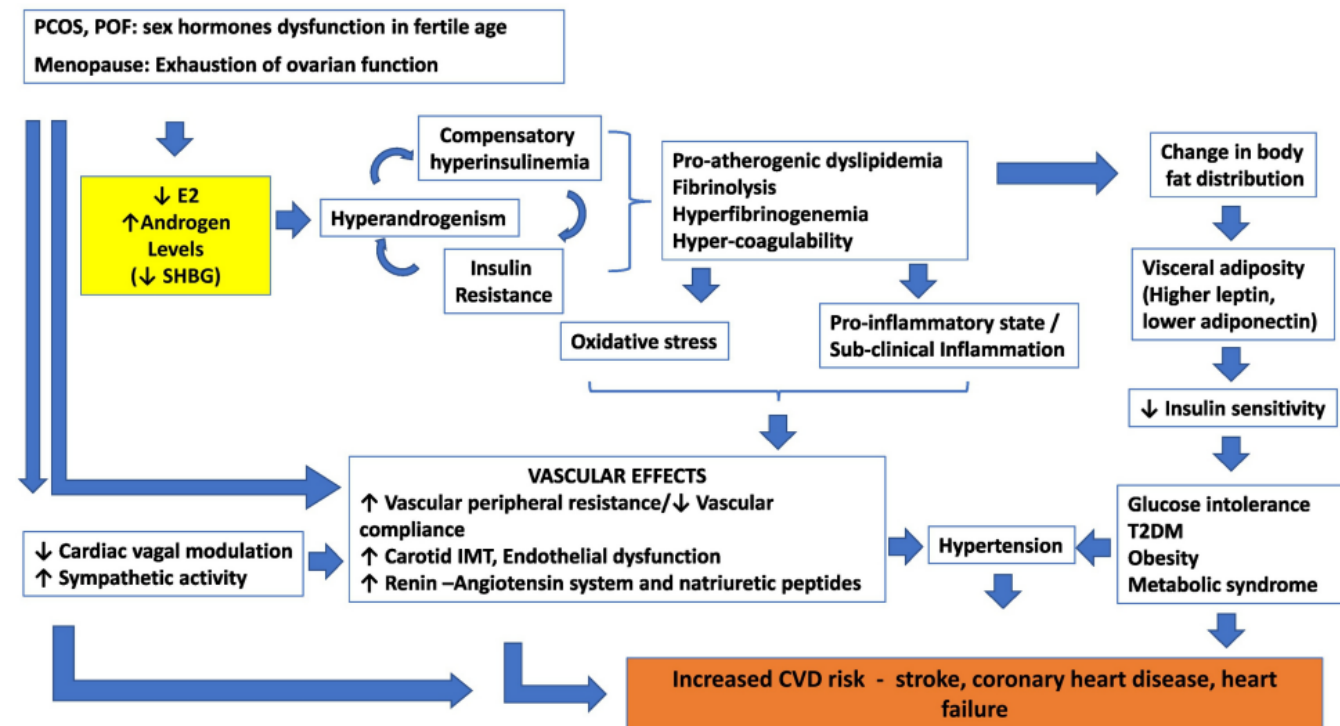 PCOS, POF: sex hormones dysfunction in fertile age
Menopause: Exhaustion of ovarian function
↓ E2
↑Androgen
Levels
(↓ SHBG)
Hyperandrogenism
Compensatory
hyperinsulinemia
Insulin
Resistance
Pro-atherogenic dyslipidemia
Fibrinolysis
Hyperfibrinogenemia
Hyper-coagulability
Change in body
fat distribution
Visceral adiposity
(Higher leptin,
lower adiponectin)
Oxidative stress
Pro-inflammatory state /
Sub-clinical Inflammation
↓ Insulin sensitivity
VASCULAR EFFECTS
↑ Vascular peripheral resistance/↓ Vascular
compliance
↑ Carotid IMT, Endothelial dysfunction
↑ Renin –Angiotensin system and natriuretic peptides
↓ Cardiac vagal modulation
↑ Sympathetic activity
Hypertension
Glucose intolerance
T2DM
Obesity
Metabolic syndrome
Increased CVD risk - stroke, coronary heart disease, heart
failure